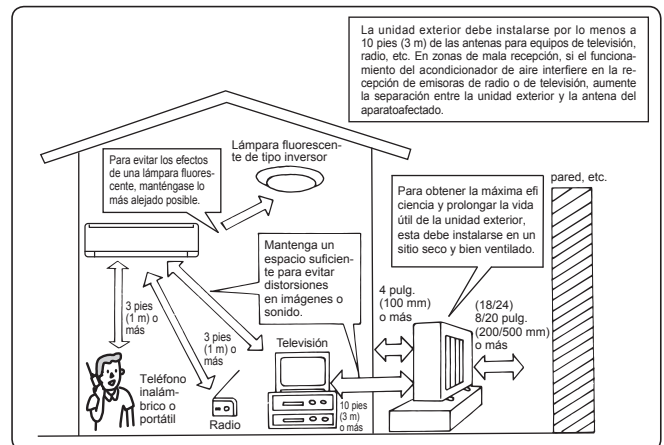 La unidad exterior debe instalarse por lo menos a
10 pies (3 m) de las antenas para equipos de televisión,
radio, etc. En zonas de mala recepción, si el funciona-
miento del acondicionador de aire interfiere en la re-
cepción de emisoras de radio o de televisión, aumente
la separación entre la unidad exterior y la antena del
aparatoafectado.
Lámpara fluorescen-
te de tipo inversor
Para evitar los efectos
de una lámpara fluores-
cente, manténgase lo
más alejado posible.
pared, etc.
Para obtener la máxima efi
ciencia y prolongar la vida
útil de la unidad exterior,
esta debe instalarse en un
sitio seco y bien ventilado.
Mantenga un
espacio suficien-
te para evitar
distorsiones
en imágenes o
sonido.
4 pulg.
(100 mm)
o más
(18/24)
8/20 pulg.
(200/500 mm)
o más
3 pies
(1 m) o
más
3 pies
(1 m) o
más
Televisión
Teléfono
inalám-
brico o
portátil
Radio
10 pies
(3 m)
o más